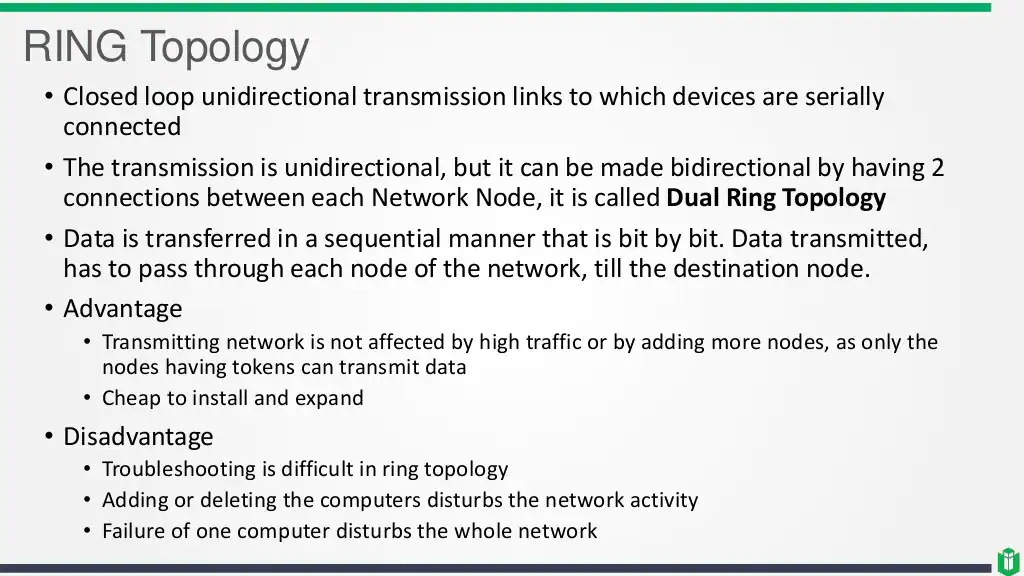 RING Topology
• Closed loop unidirectional transmission links to which devices are serially
connected
• The transmission is unidirectional, but it can be made bidirectional by having 2
connections between each Network Node, it is called Dual Ring Topology
• Data is transferred in a sequential manner that is bit by bit. Data transmitted,
has to pass through each node of the network, till the destination node.
• Advantage
• Transmitting network is not affected by high traffic or by adding more nodes, as only the
nodes having tokens can transmit data
• Cheap to install and expand
• Disadvantage
• Troubleshooting is difficult in ring topology
• Adding or deleting the computers disturbs the network activity
• Failure of one computer disturbs the whole network